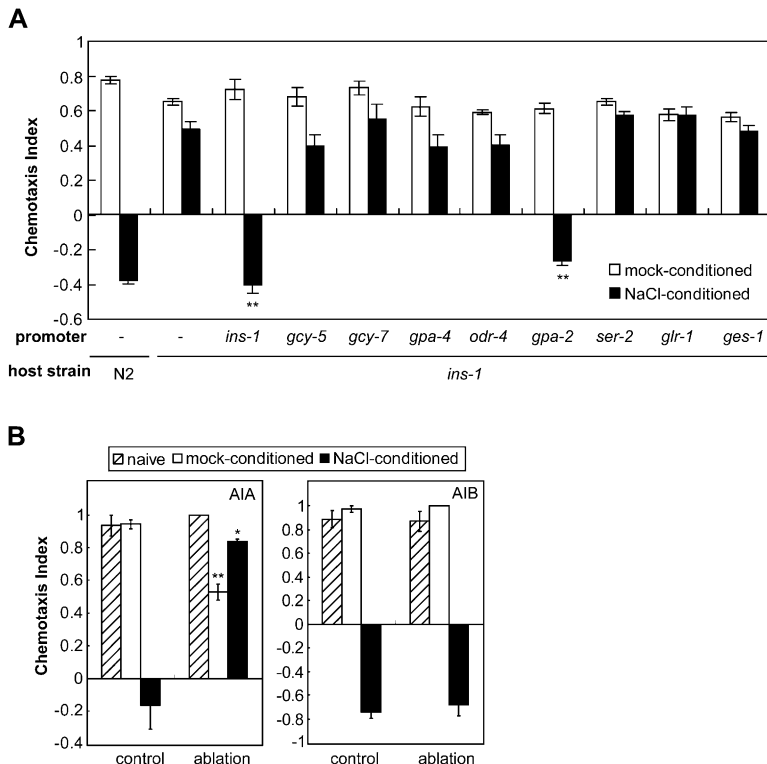 A
Chemotaxis Index
1
0.8
0.6
0.4
0.2
0
-0.2
-0.4
-0.6
**
**
mock-conditioned
NaCl-conditioned
promoter - - ins-1 gcy-5 gcy-7 gpa-4 odr-4 gpa-2 ser-2 glr-1 ges-1
host strain N2 ins-1
B
naive mock-conditioned NaCl-conditioned
Chemotaxis Index
AIA
1
0.8
0.6
0.4
0.2
0
-0.2
-0.4
**
*
control ablation
AIB
1
0.8
0.6
0.4
0.2
0
-0.2
-0.4
-0.6
-0.8
-1
control ablation